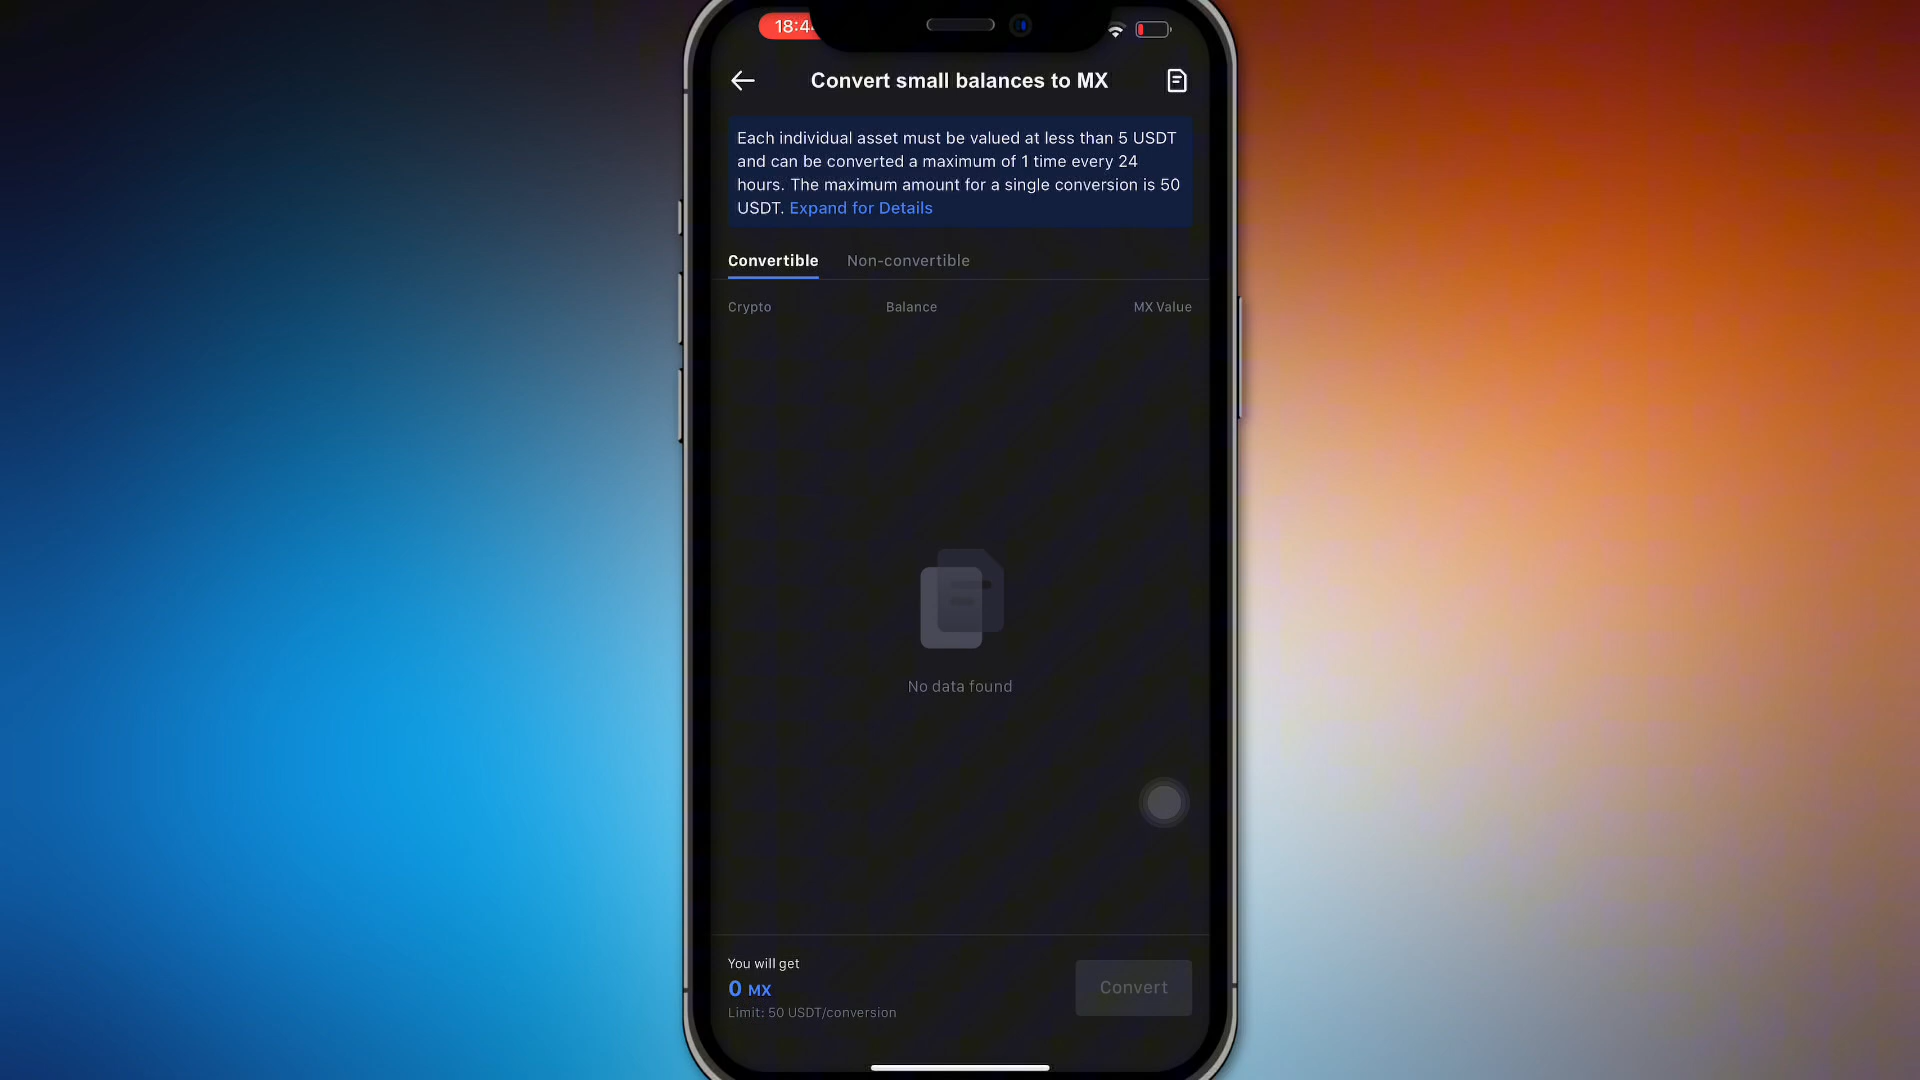 18:4
Convert small balances to MX
Each individual asset must be valued at less than 5 USDT
and can be converted a maximum of 1 time every 24
hours. The maximum amount for a single conversion is 50
USDT. Expand for Details
Convertible Non-convertible
Crypto Balance MX Value
No data found
You will get
0 MX
Limit: 50 USDT/conversion
Convert